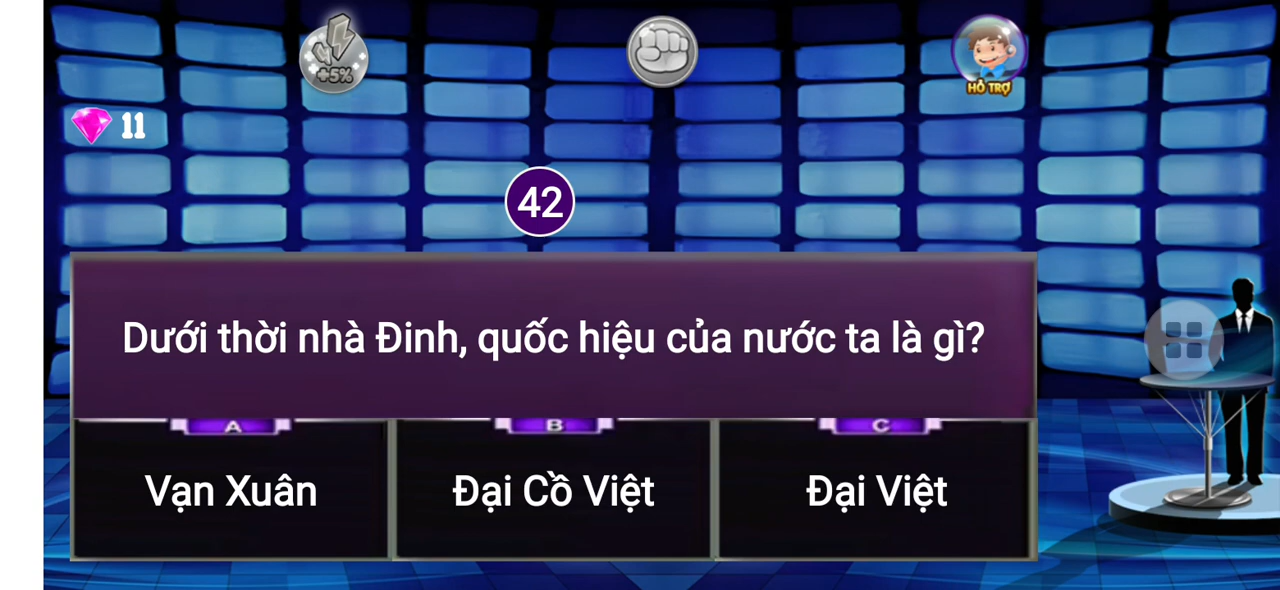 +5%
HỖ TRỢ
11
42
Dưới thời nhà Đinh, quốc hiệu của nước ta là gì?
A
B
C
Vạn Xuân
Đại Cồ Việt
Đại Việt